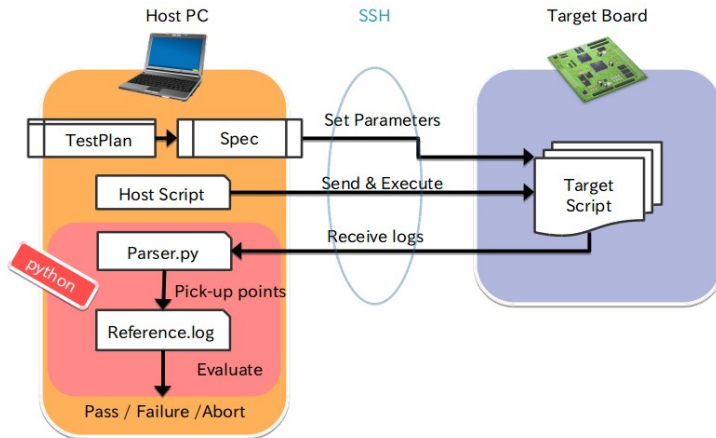 Host PC
SSH
Target Board
TestPlan
Spec
Set Parameters
Host Script
Send & Execute
Target
Script
Receive logs
Parser.py
python
Pick-up points
Reference.log
Evaluate
Pass / Failure /Abort